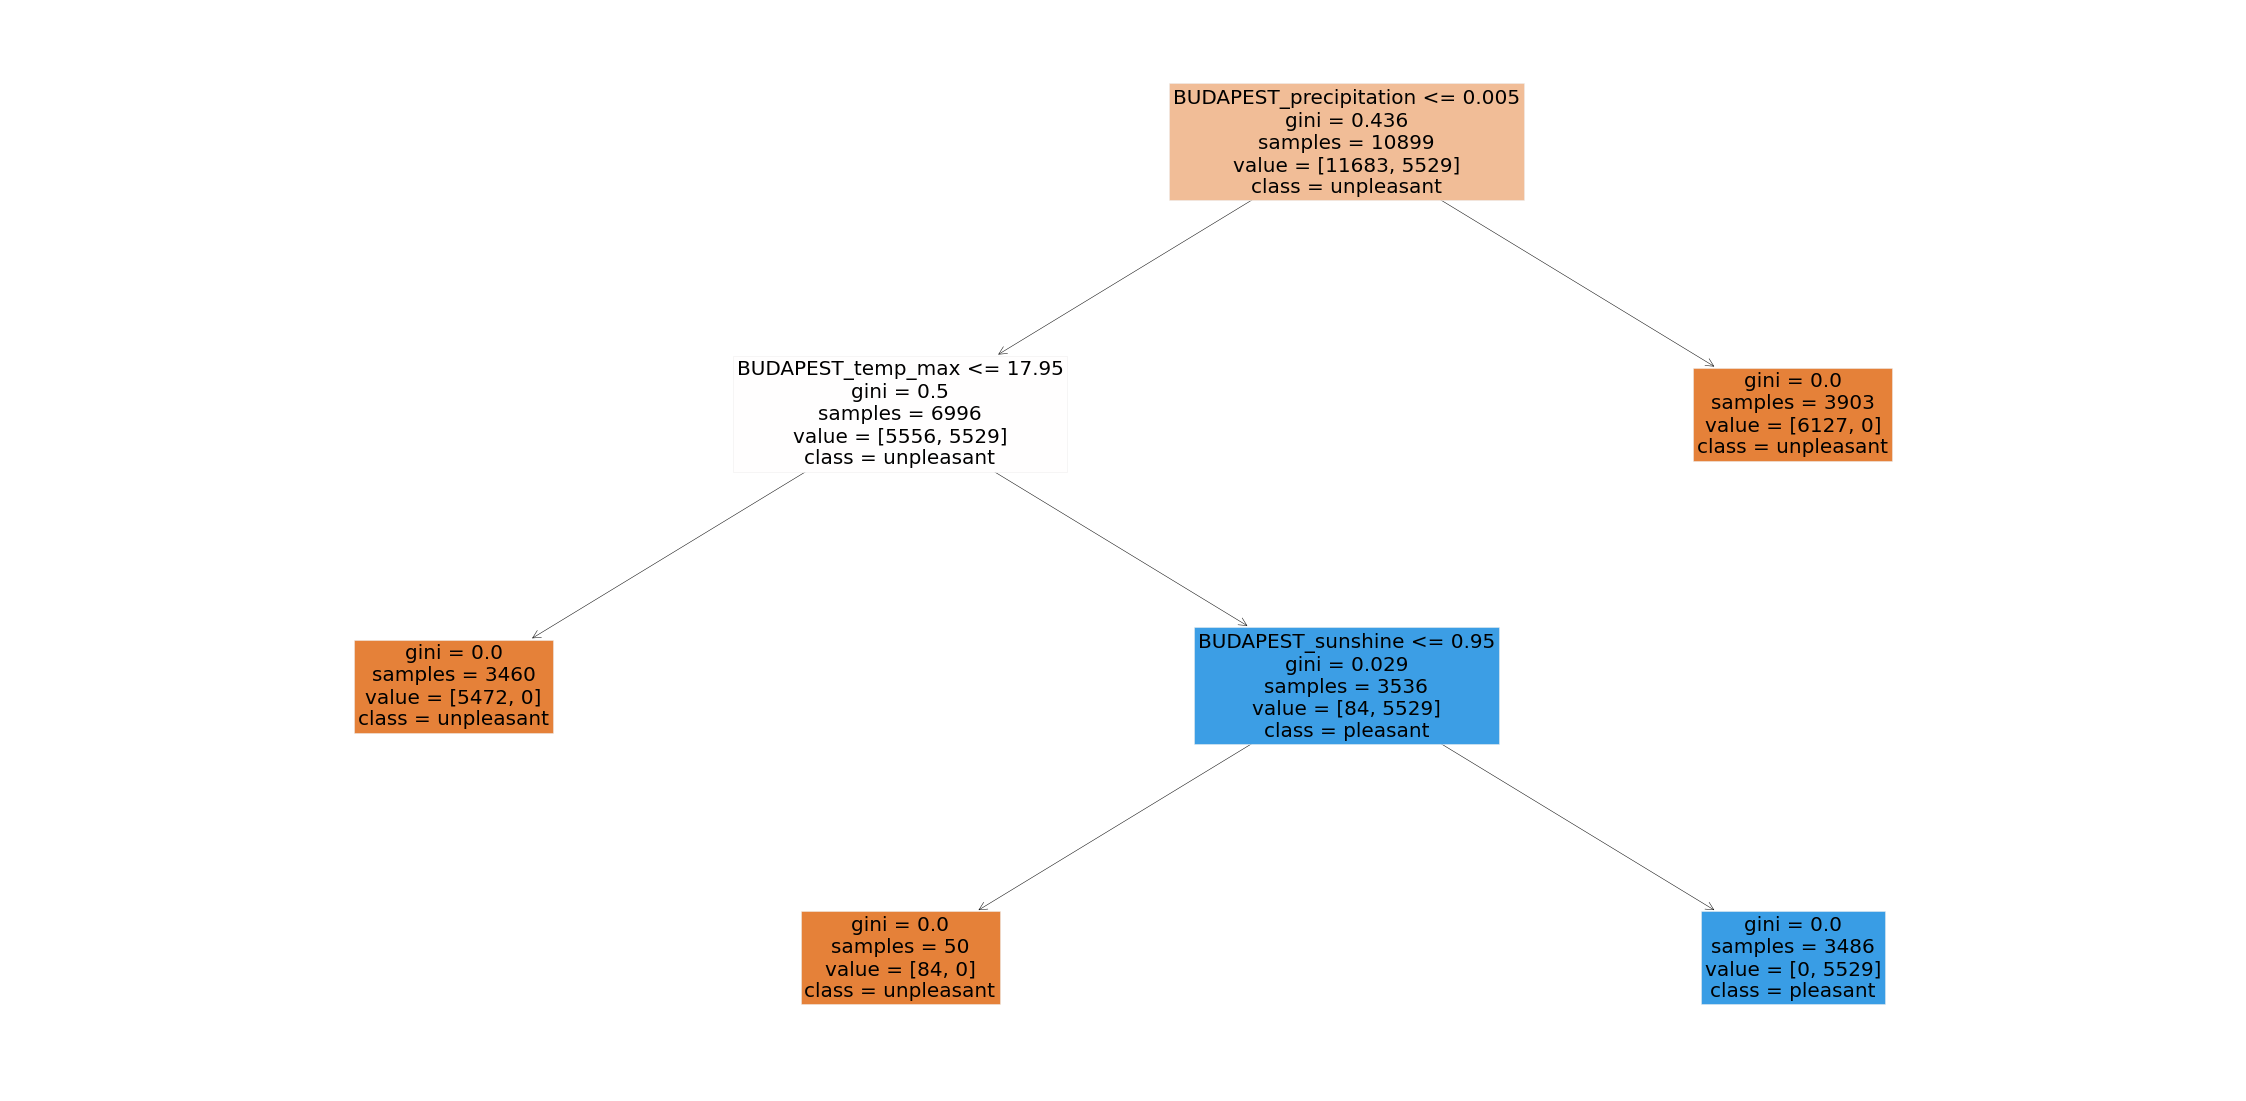 BUDAPEST_precipitation <= 0.005
gini = 0.436
samples = 10899
value = [11683, 5529]
class = unpleasant
BUDAPEST_temp_max <= 17.95
gini = 0.5
samples = 6996
value = [5556, 5529]
class = unpleasant
gini = 0.0
samples = 3903
value = [6127, 0]
class = unpleasant
gini = 0.0
samples = 3460
value = [5472, 0]
class = unpleasant
BUDAPEST_sunshine <= 0.95
gini = 0.029
samples = 3536
value = [84, 5529]
class = pleasant
gini = 0.0
samples = 50
value = [84, 0]
class = unpleasant
gini = 0.0
samples = 3486
value = [0, 5529]
class = pleasant